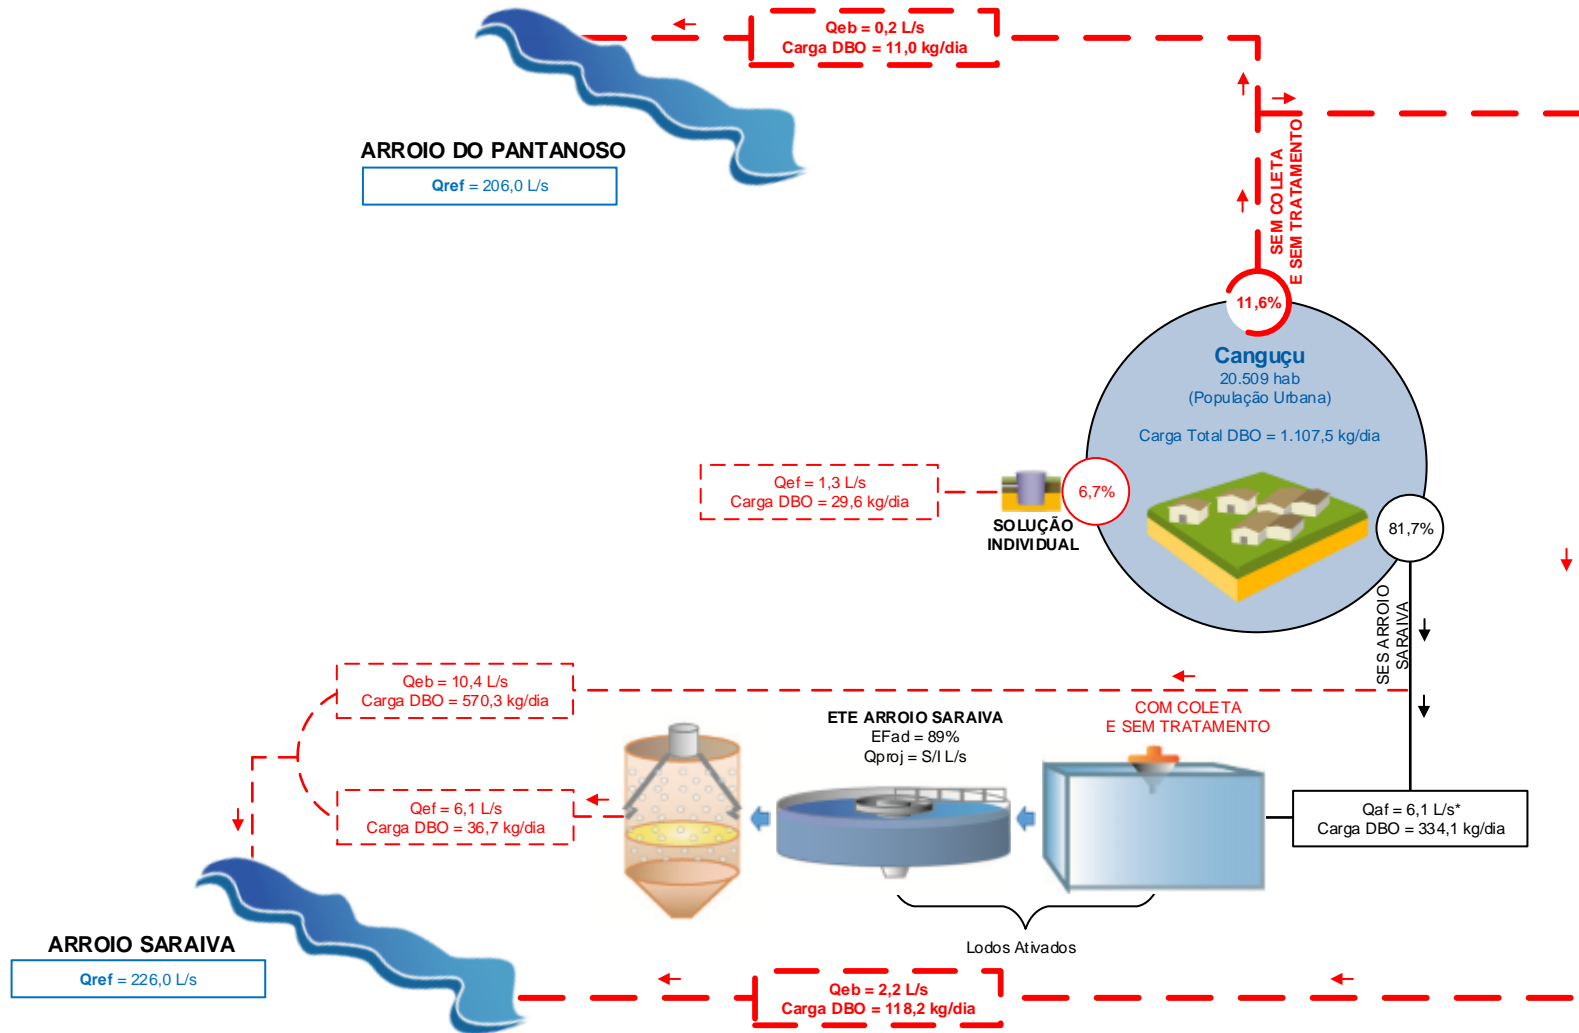 Qeb = 0,2 L/s
Carga DBO = 11,0 kg/dia
ARROIO DO PANTANOSO
Qref = 206,0 L/s
SEM COLETA
E SEM TRATAMENTO
11,6%
Canguçu
20.509 hab
(População Urbana)
Carga Total DBO = 1.107,5 kg/dia
Qef = 1,3 L/s
Carga DBO = 29,6 kg/dia
6,7%
SOLUÇÃO
INDIVIDUAL
81,7%
SES ARROIO
SARAIVA
Qeb = 10,4 L/s
Carga DBO = 570,3 kg/dia
COM COLETA
E SEM TRATAMENTO
ETE ARROIO SARAIVA
EFad = 89%
Qproj = S/I L/s
Qef = 6,1 L/s
Carga DBO = 36,7 kg/dia
Qaf = 6,1 L/s*
Carga DBO = 334,1 kg/dia
Lodos Ativados
ARROIO SARAIVA
Qref = 226,0 L/s
Qeb = 2,2 L/s
Carga DBO = 118,2 kg/dia